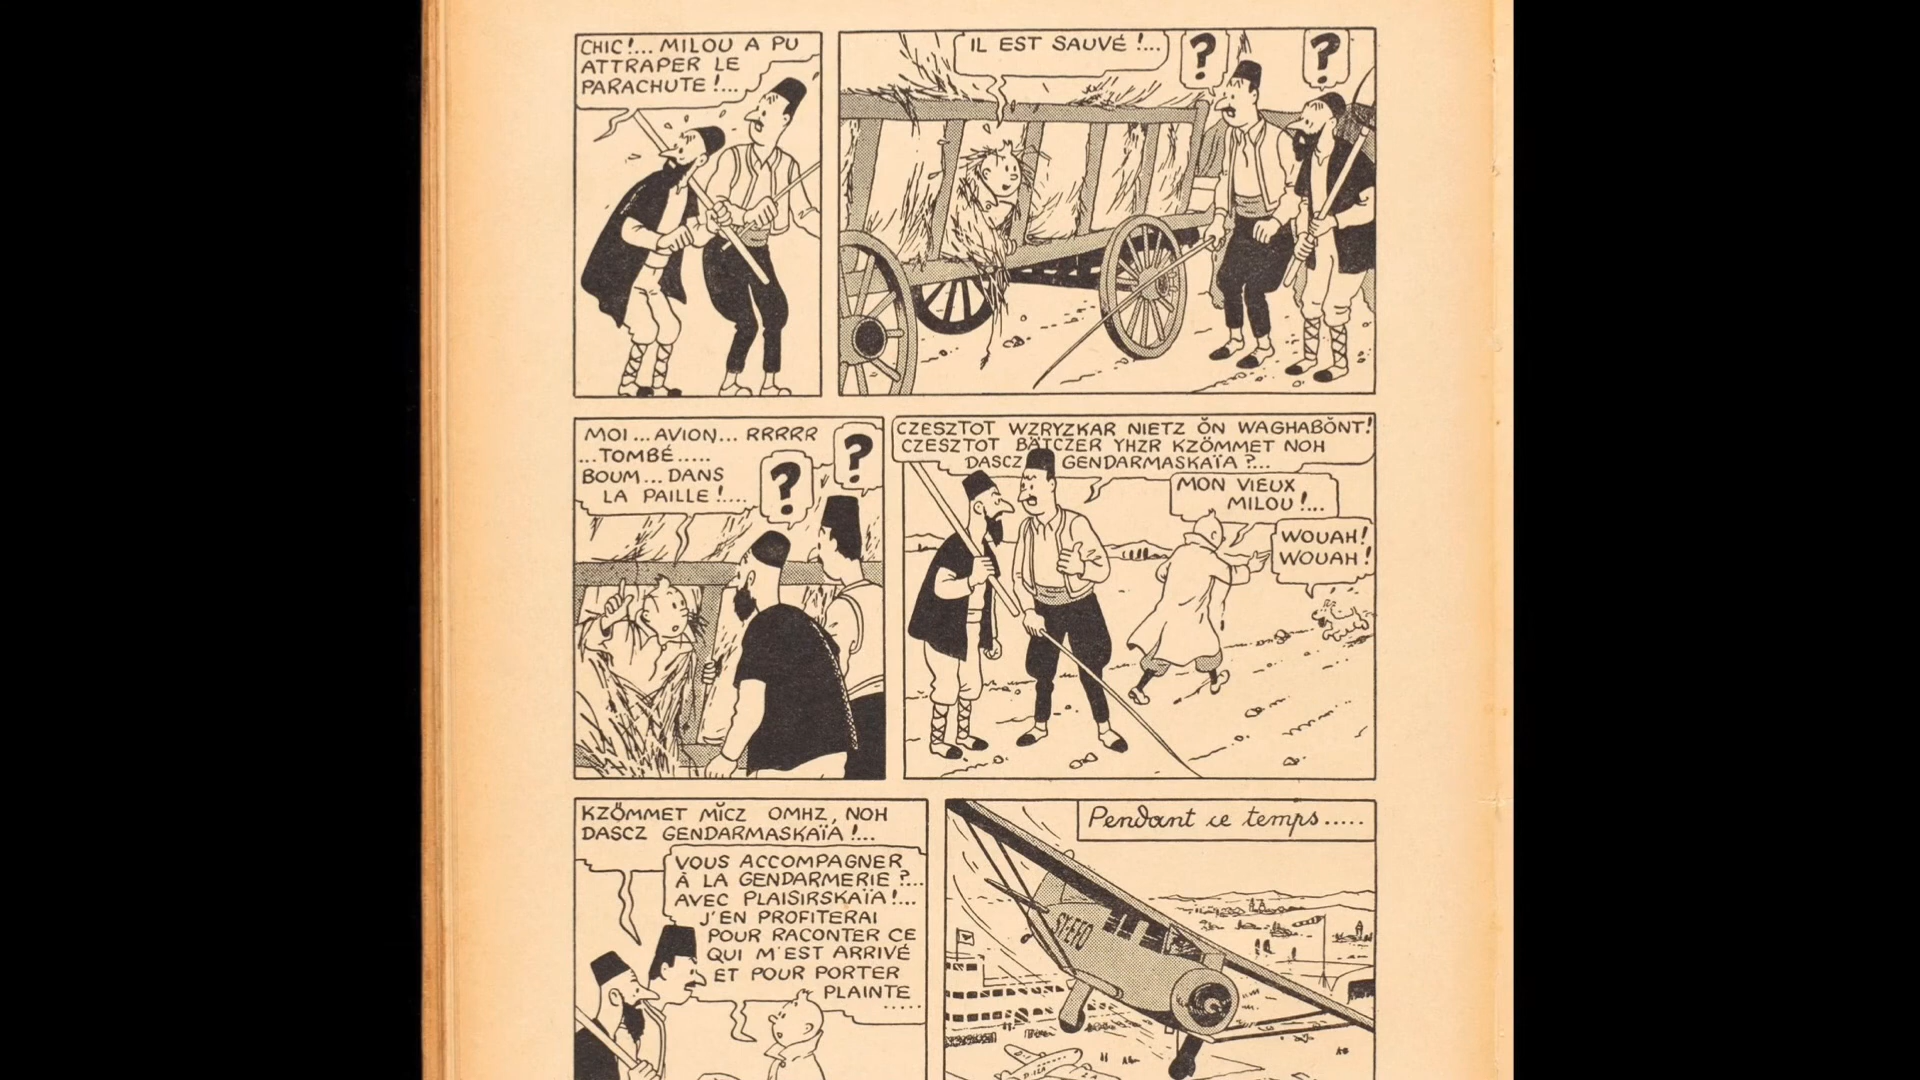 CHIC !... MILOU A PU
ATTRAPER LE
PARACHUTE !...
IL EST SAUVÉ !...
?
?
MOI ... AVION... RRRRR
...TOMBÉ.....
BOUM... DANS
LA PAILLE !....
?
?
CZESZTOT WZRYZKAR NIETZ ŎN WAGHABŎNT!
CZESZTOT BÄTCZER YHZR KZÖMMET NOH
DASCZ GENDARMASKAÏA ?...
MON VIEUX
MILOU !...
WOUAH!
WOUAH!
KZÖMMET MĬCZ OMHZ, NOH
DASCZ GENDARMASKAÏA !...
VOUS ACCOMPAGNER
À LA GENDARMERIE ?...
AVEC PLAISIRSKAÏA !...
J'EN PROFITERAI
POUR RACONTER CE
QUI M'EST ARRIVÉ
ET POUR PORTER
PLAINTE
.....
Pendant ce temps.....